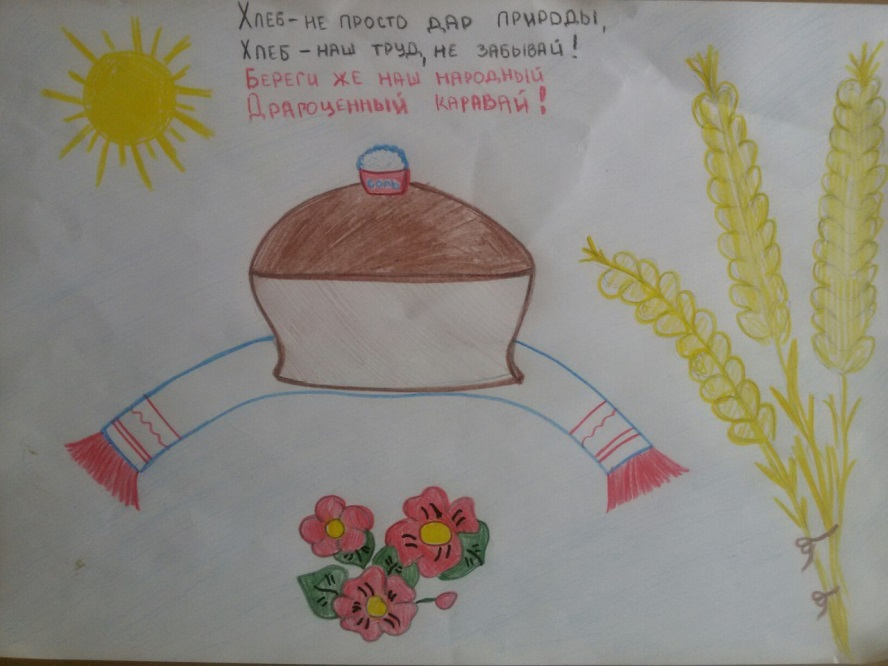 Хлеб-не просто дар природы,
Хлеб - наш труд, не забывай!
Береги же наш народный
Драгоценный каравай!
соль